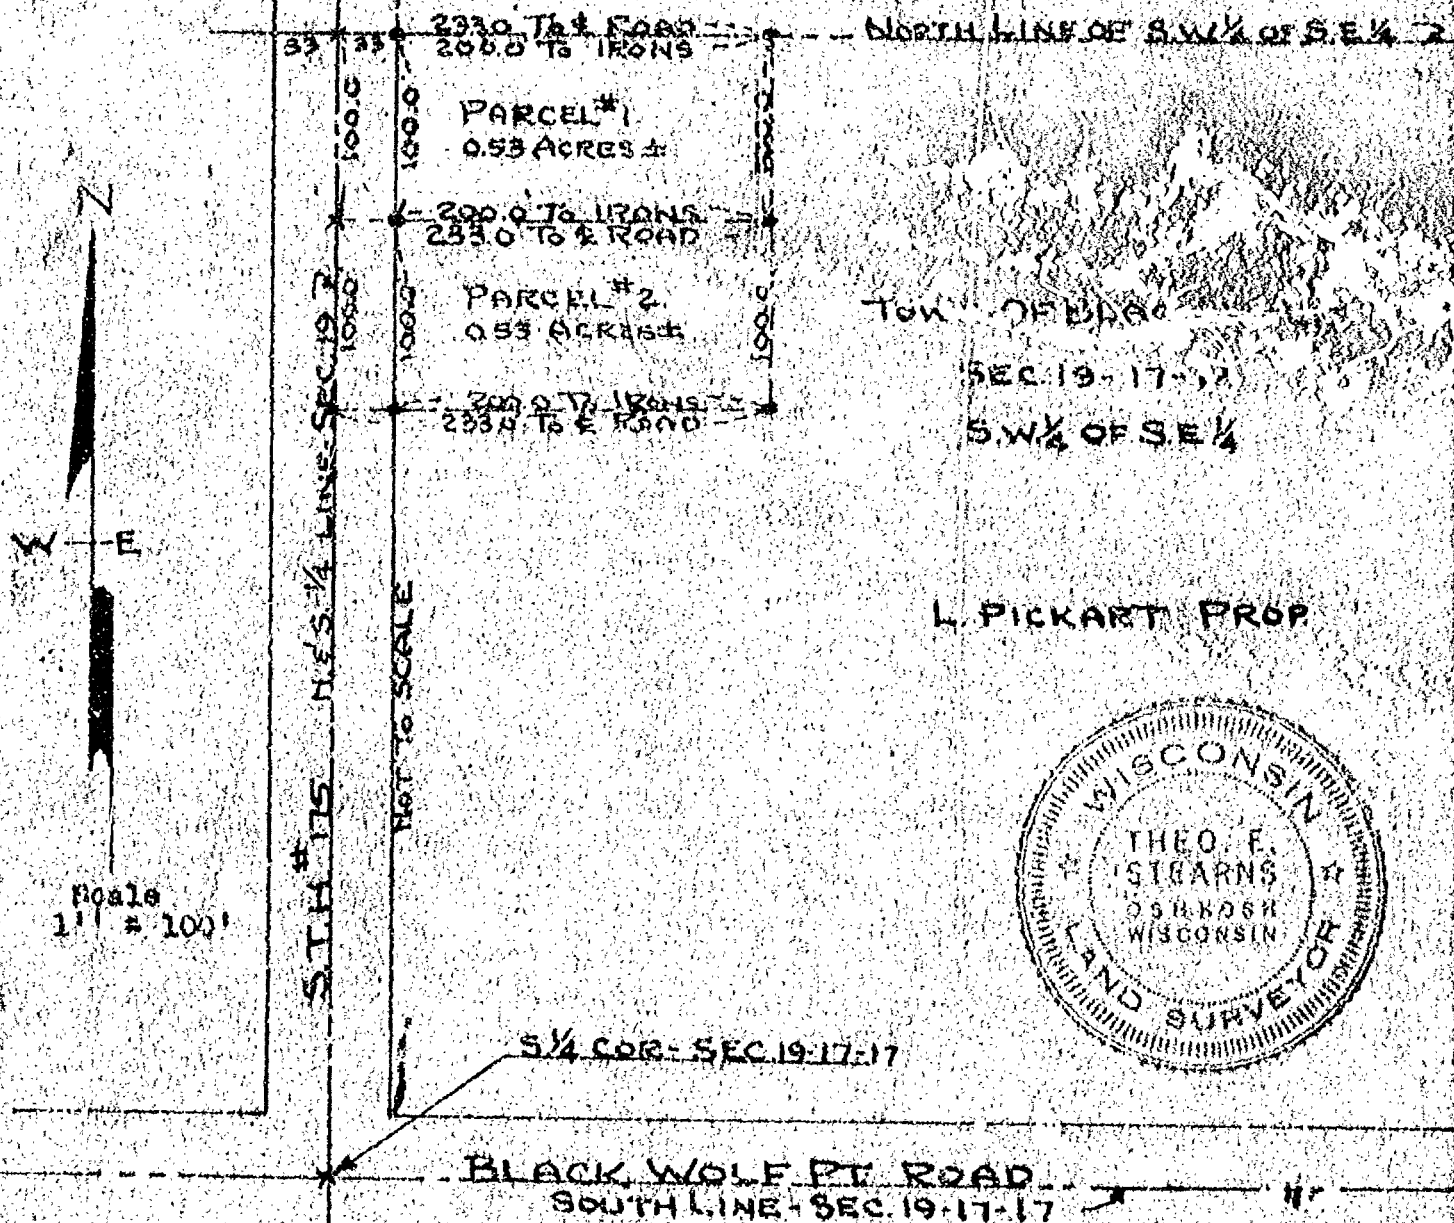 233.0 To ℄ ROAD
200.0 To IRONS
33 33
NORTH LINE OF S.W.¼ OF S.E.¼
100.0
100.0
PARCEL #1
0.53 ACRES ±
N
200.0 To IRONS
233.0 To ℄ ROAD
100.0
100.0
PARCEL #2
0.53 ACRES ±
100.0
OF BLAC
SEC. 19-17-17
S.W.¼ OF S.E.¼
200.0 To IRONS
233.0 To ℄ ROAD
W E
N. & S. ¼ LINE - SEC. 19
S.T.H. # 175
NOT TO SCALE
L. PICKART PROP.
Scale
1'' = 100'
WISCONSIN
THEO. F.
STEARNS
OSHKOSH
WISCONSIN
LAND SURVEYOR
S ¼ COR - SEC 19-17-17
BLACK WOLF PT. ROAD
SOUTH LINE - SEC. 19-17-17